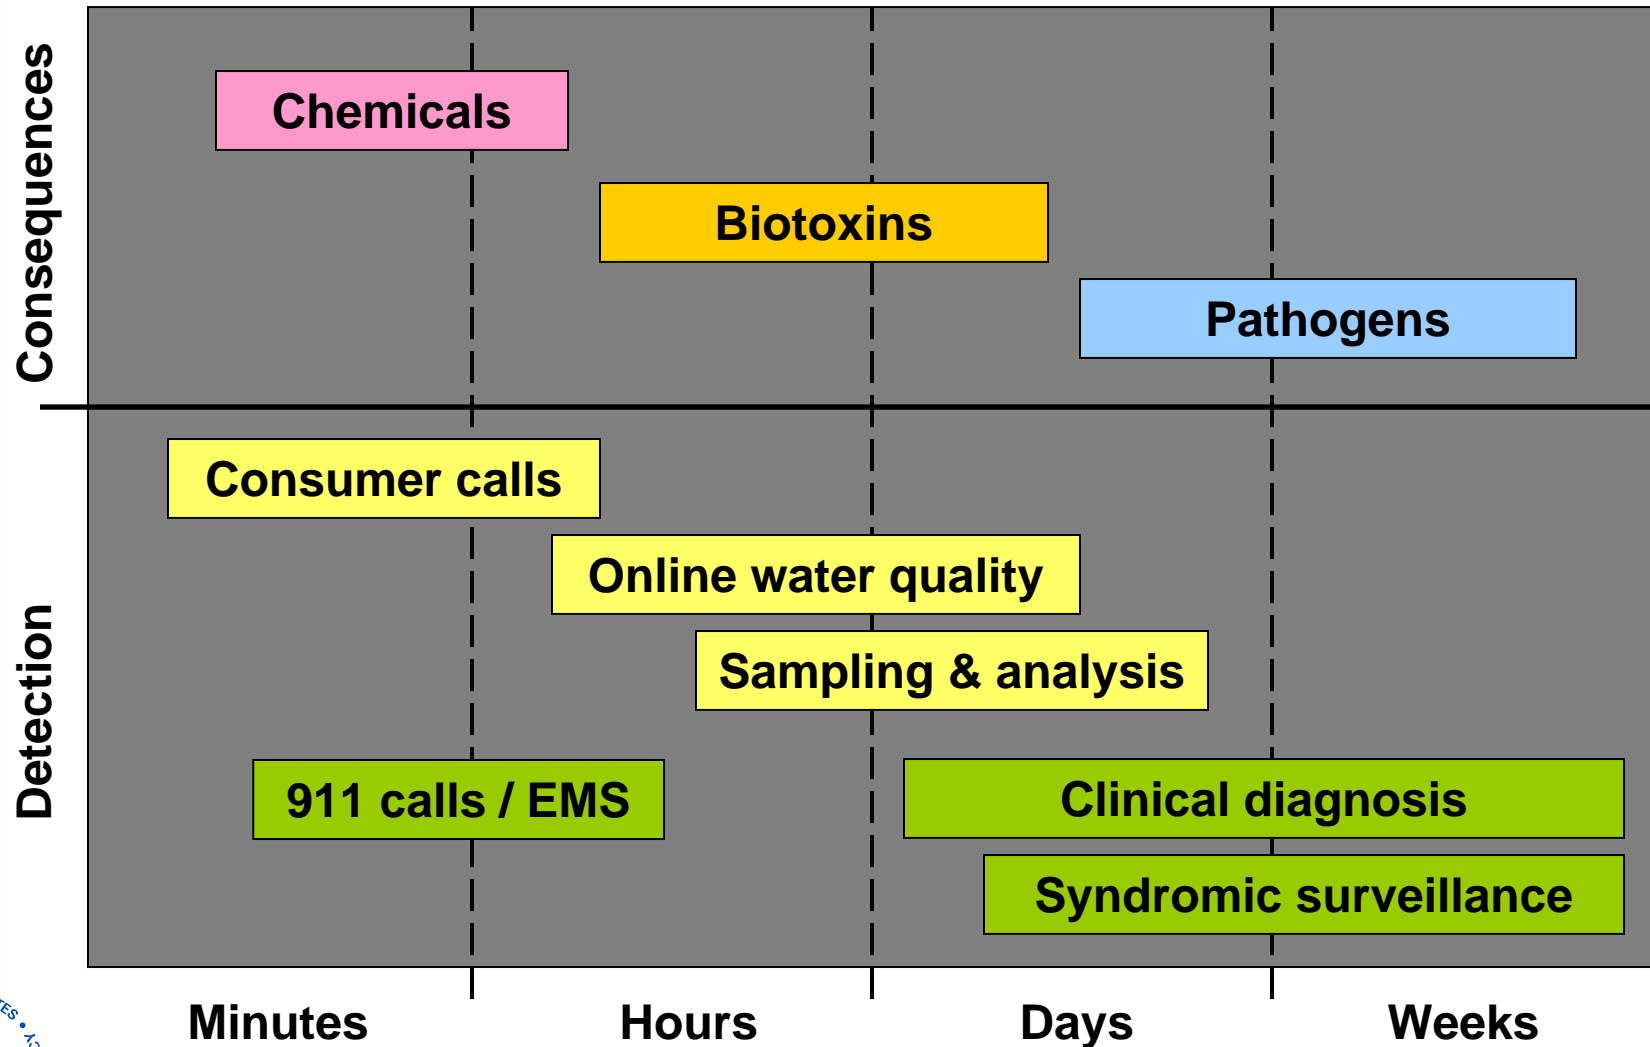 Consequences
Chemicals
Biotoxins
Pathogens
Detection
Consumer calls
Online water quality
Sampling & analysis
911 calls / EMS
Clinical diagnosis
Syndromic surveillance
Minutes
Hours
Days
Weeks